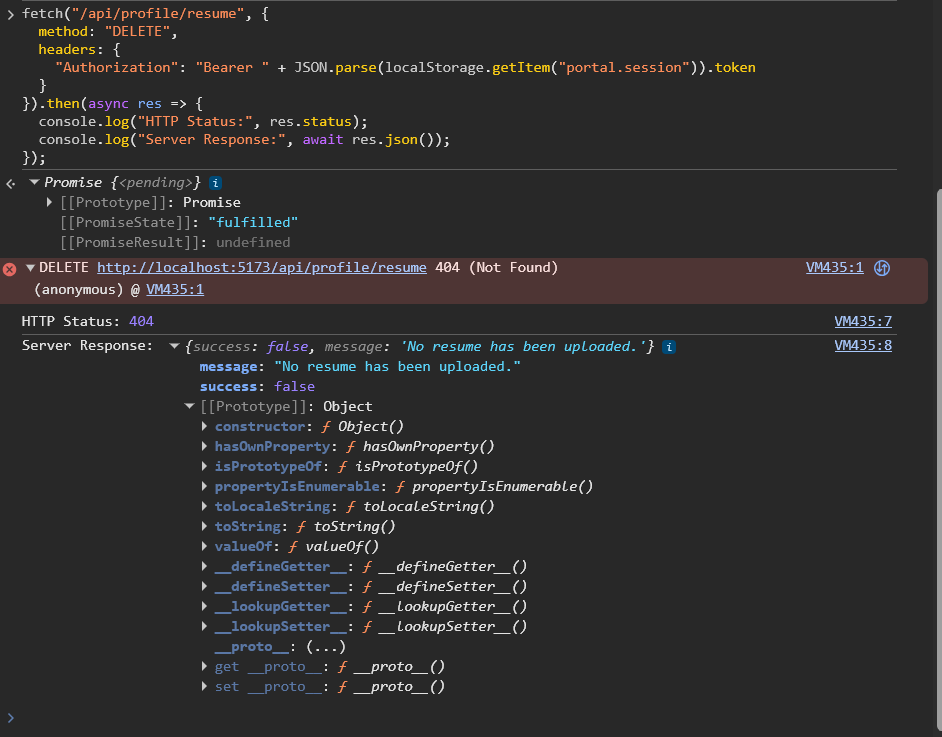 fetch("/api/profile/resume", {
  method: "DELETE",
  headers: {
    "Authorization": "Bearer " + JSON.parse(localStorage.getItem("portal.session")).token
  }
}).then(async res => {
  console.log("HTTP Status:", res.status);
  console.log("Server Response:", await res.json());
});
Promise {<pending>} i
[[Prototype]]: Promise
[[PromiseState]]: "fulfilled"
[[PromiseResult]]: undefined
DELETE http://localhost:5173/api/profile/resume 404 (Not Found) VM435:1
(anonymous) @ VM435:1
HTTP Status: 404 VM435:7
Server Response: {success: false, message: 'No resume has been uploaded.'} i VM435:8
message: "No resume has been uploaded."
success: false
[[Prototype]]: Object
constructor: ƒ Object()
hasOwnProperty: ƒ hasOwnProperty()
isPrototypeOf: ƒ isPrototypeOf()
propertyIsEnumerable: ƒ propertyIsEnumerable()
toLocaleString: ƒ toLocaleString()
toString: ƒ toString()
valueOf: ƒ valueOf()
__defineGetter__: ƒ __defineGetter__()
__defineSetter__: ƒ __defineSetter__()
__lookupGetter__: ƒ __lookupGetter__()
__lookupSetter__: ƒ __lookupSetter__()
__proto__: (...)
get __proto__: ƒ __proto__()
set __proto__: ƒ __proto__()